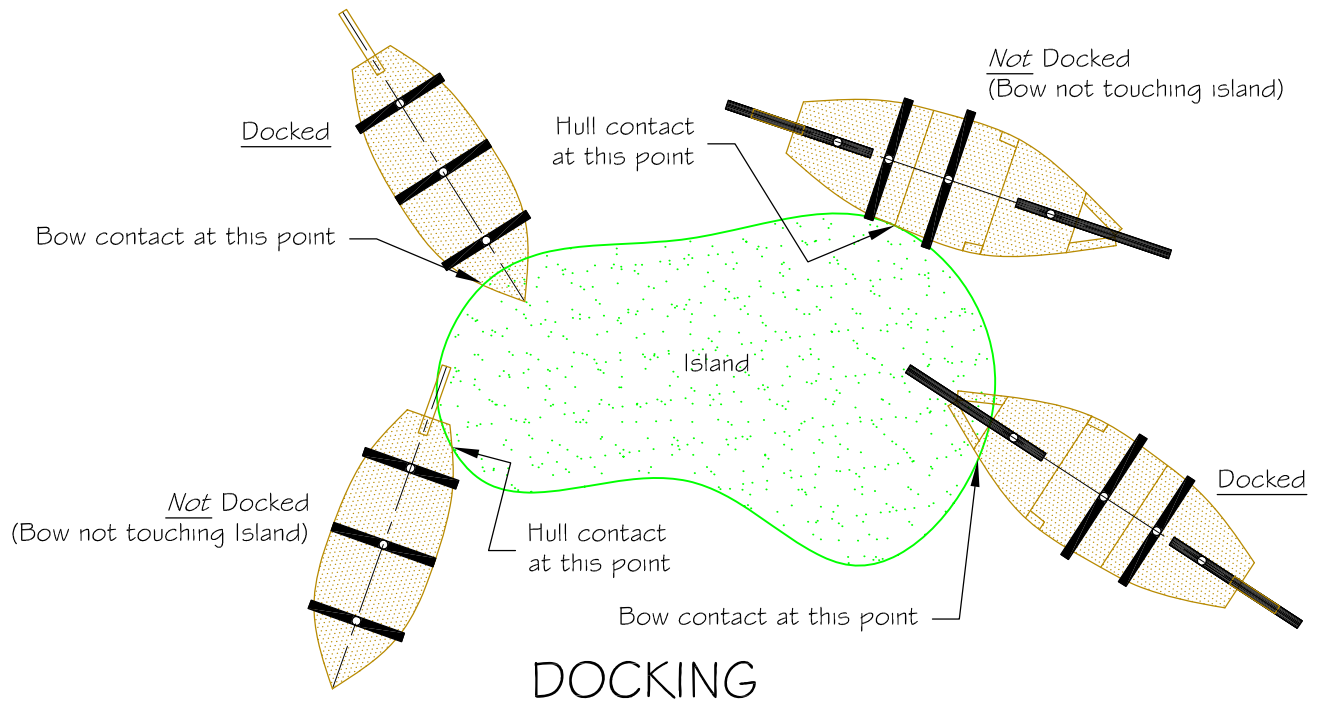 Not Docked
(Bow not touching island)
Docked
Hull contact
at this point
Bow contact at this point
Island
Docked
Not Docked
(Bow not touching Island)
Hull contact
at this point
Bow contact at this point
DOCKING